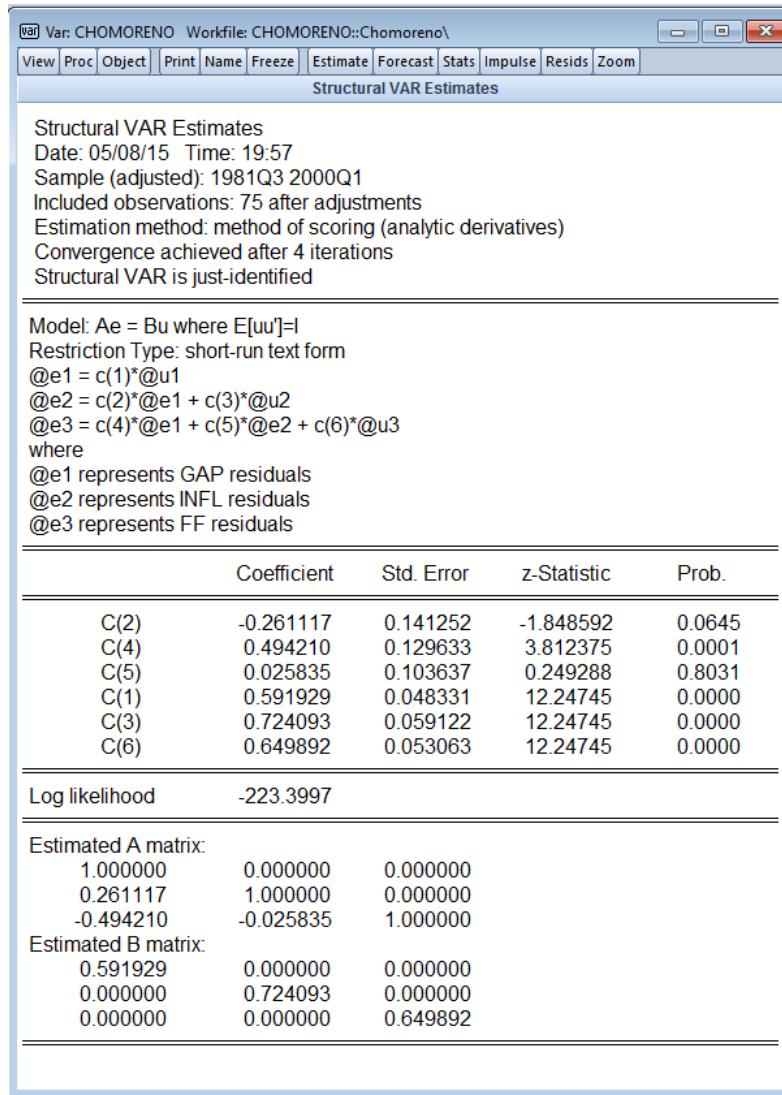 Var: CHOMORENO Workfile: CHOMORENO::Chomoreno\
View Proc Object Print Name Freeze Estimate Forecast Stats Impulse Resids Zoom
Structural VAR Estimates
Structural VAR Estimates
Date: 05/08/15 Time: 19:57
Sample (adjusted): 1981Q3 2000Q1
Included observations: 75 after adjustments
Estimation method: method of scoring (analytic derivatives)
Convergence achieved after 4 iterations
Structural VAR is just-identified
Model: Ae = Bu where E[uu']=I
Restriction Type: short-run text form
@e1 = c(1)*@u1
@e2 = c(2)*@e1 + c(3)*@u2
@e3 = c(4)*@e1 + c(5)*@e2 + c(6)*@u3
where
@e1 represents GAP residuals
@e2 represents INFL residuals
@e3 represents FF residuals
Coefficient Std. Error z-Statistic Prob.
C(2) -0.261117 0.141252 -1.848592 0.0645
C(4) 0.494210 0.129633 3.812375 0.0001
C(5) 0.025835 0.103637 0.249288 0.8031
C(1) 0.591929 0.048331 12.24745 0.0000
C(3) 0.724093 0.059122 12.24745 0.0000
C(6) 0.649892 0.053063 12.24745 0.0000
Log likelihood -223.3997
Estimated A matrix:
1.000000 0.000000 0.000000
0.261117 1.000000 0.000000
-0.494210 -0.025835 1.000000
Estimated B matrix:
0.591929 0.000000 0.000000
0.000000 0.724093 0.000000
0.000000 0.000000 0.649892